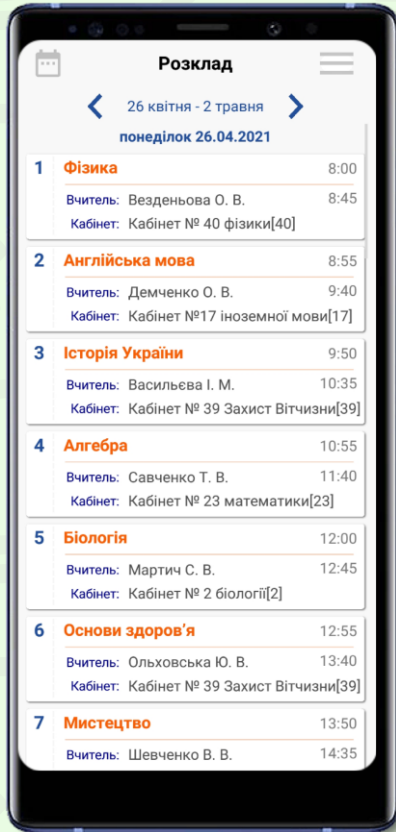 Розклад
26 квітня - 2 травня
понеділок 26.04.2021
1 Фізика 8:00
Вчитель: Везденьова О. В. 8:45
Кабінет: Кабінет № 40 фізики[40]
2 Англійська мова 8:55
Вчитель: Демченко О. В. 9:40
Кабінет: Кабінет №17 іноземної мови[17]
3 Історія України 9:50
Вчитель: Васильєва І. М. 10:35
Кабінет: Кабінет № 39 Захист Вітчизни[39]
4 Алгебра 10:55
Вчитель: Савченко Т. В. 11:40
Кабінет: Кабінет № 23 математики[23]
5 Біологія 12:00
Вчитель: Мартич С. В. 12:45
Кабінет: Кабінет № 2 біології[2]
6 Основи здоров’я 12:55
Вчитель: Ольховська Ю. В. 13:40
Кабінет: Кабінет № 39 Захист Вітчизни[39]
7 Мистецтво 13:50
Вчитель: Шевченко В. В. 14:35